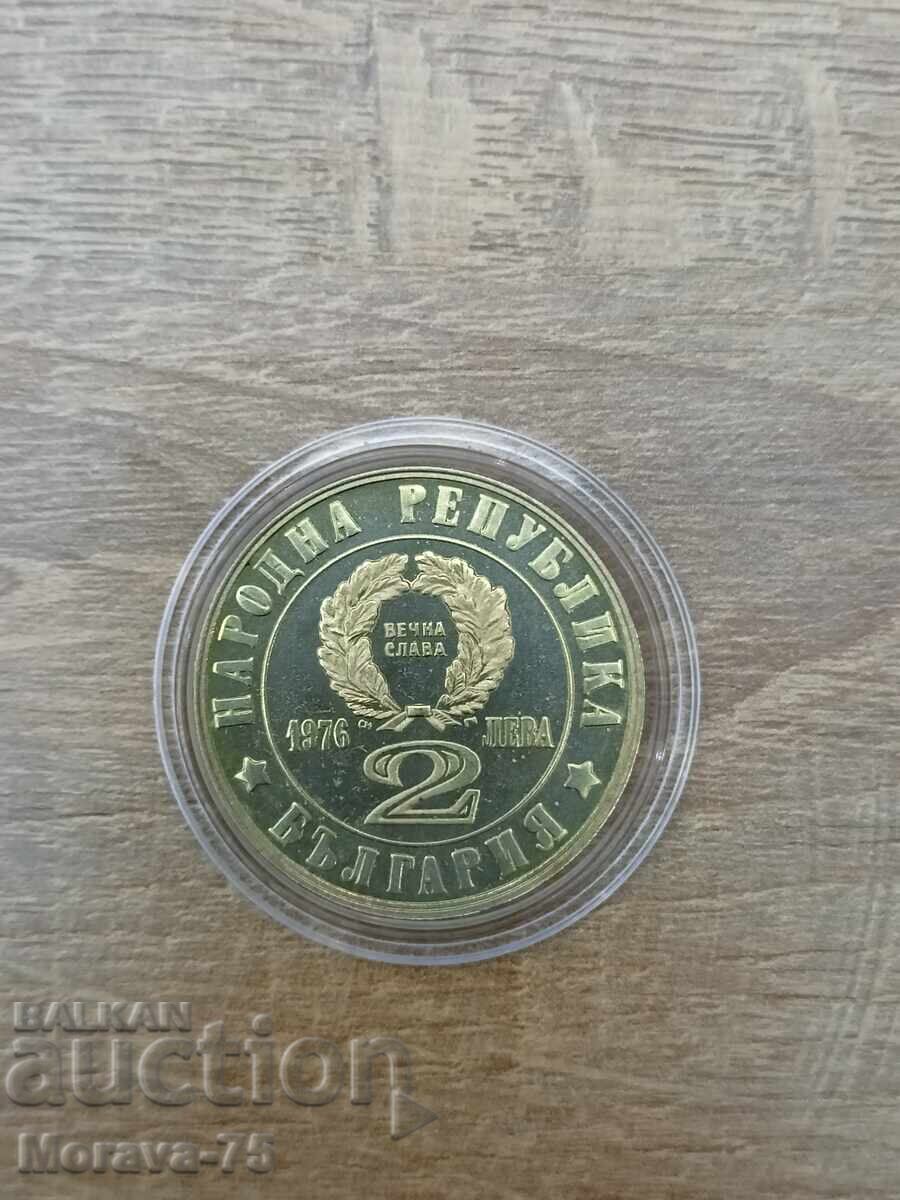 НАРОДНА РЕПУБЛИКА
ВЕЧНА
СЛАВА
1976 ЛЕВА
2
БЪЛГАРИЯ
BALKAN
auction
Morava-75